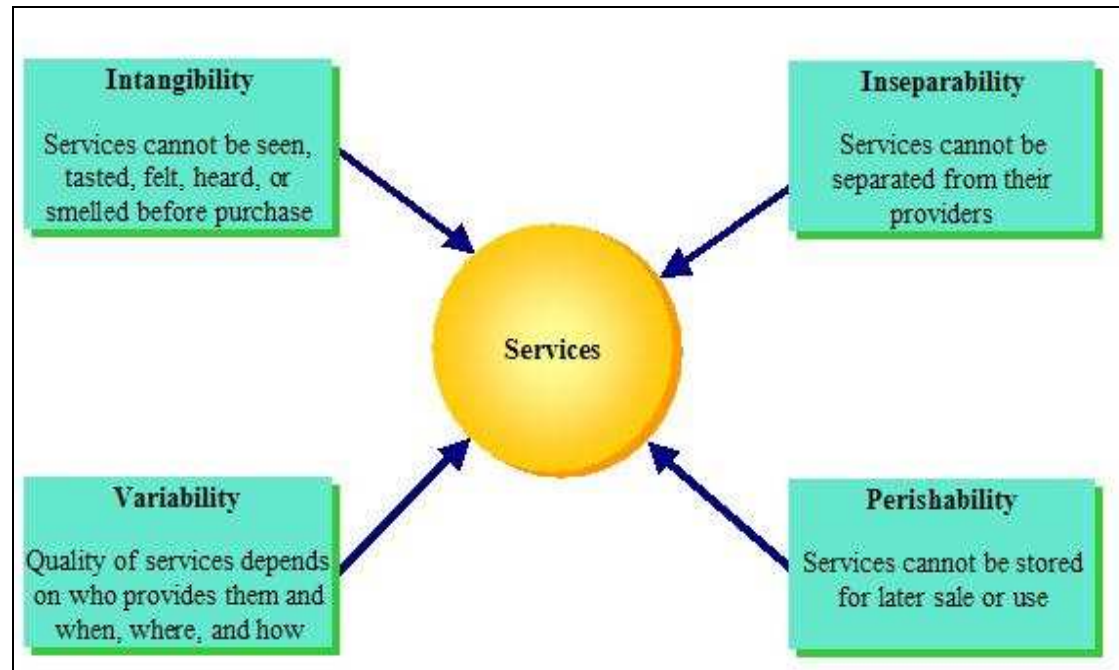 Intangibility
Services cannot be seen,
tasted, felt, heard, or
smelled before purchase
Inseparability
Services cannot be
separated from their
providers
Services
Variability
Quality of services depends
on who provides them and
when, where, and how
Perishability
Services cannot be stored
for later sale or use